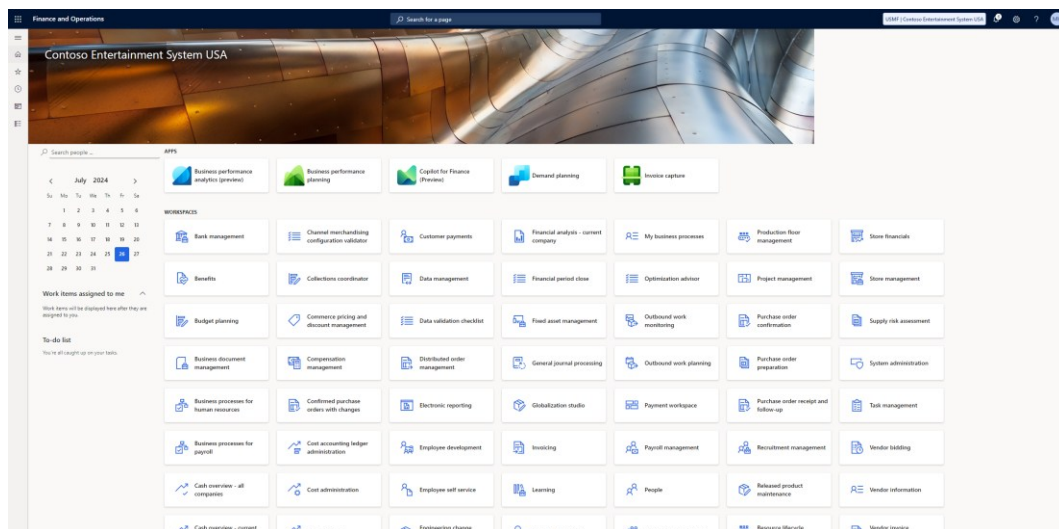 Finance and Operations
Search for a page
USMF | Contoso Entertainment System USA
Contoso Entertainment System USA
Search people ...
July 2024
Su Mo Tu We Th Fr Sa
1 2 3 4 5 6
7 8 9 10 11 12 13
14 15 16 17 18 19 20
21 22 23 24 25 26 27
28 29 30 31
Work items assigned to me
Work items will be displayed here after they are
assigned to you.
To-do list
You're all caught up on your tasks.
APPS
Business performance
analytics (preview)
Business performance
planning
Copilot for Finance
(Preview)
Demand planning
Invoice capture
WORKSPACES
Bank management
Channel merchandising
configuration validator
Customer payments
Financial analysis - current
company
My business processes
Production floor
management
Store financials
Benefits
Collections coordinator
Data management
Financial period close
Optimization advisor
Project management
Store management
Budget planning
Commerce pricing and
discount management
Data validation checklist
Fixed asset management
Outbound work
monitoring
Purchase order
confirmation
Supply risk assessment
Business document
management
Compensation
management
Distributed order
management
General journal processing
Outbound work planning
Purchase order
preparation
System administration
Business processes for
human resources
Confirmed purchase
orders with changes
Electronic reporting
Globalization studio
Payment workspace
Purchase order receipt and
follow-up
Task management
Business processes for
payroll
Cost accounting ledger
administration
Employee development
Invoicing
Payroll management
Recruitment management
Vendor bidding
Cash overview - all
companies
Cost administration
Employee self service
Learning
People
Released product
maintenance
Vendor information
Cash overview - current
Engineering change
Resource lifecycle
Vendor invoice